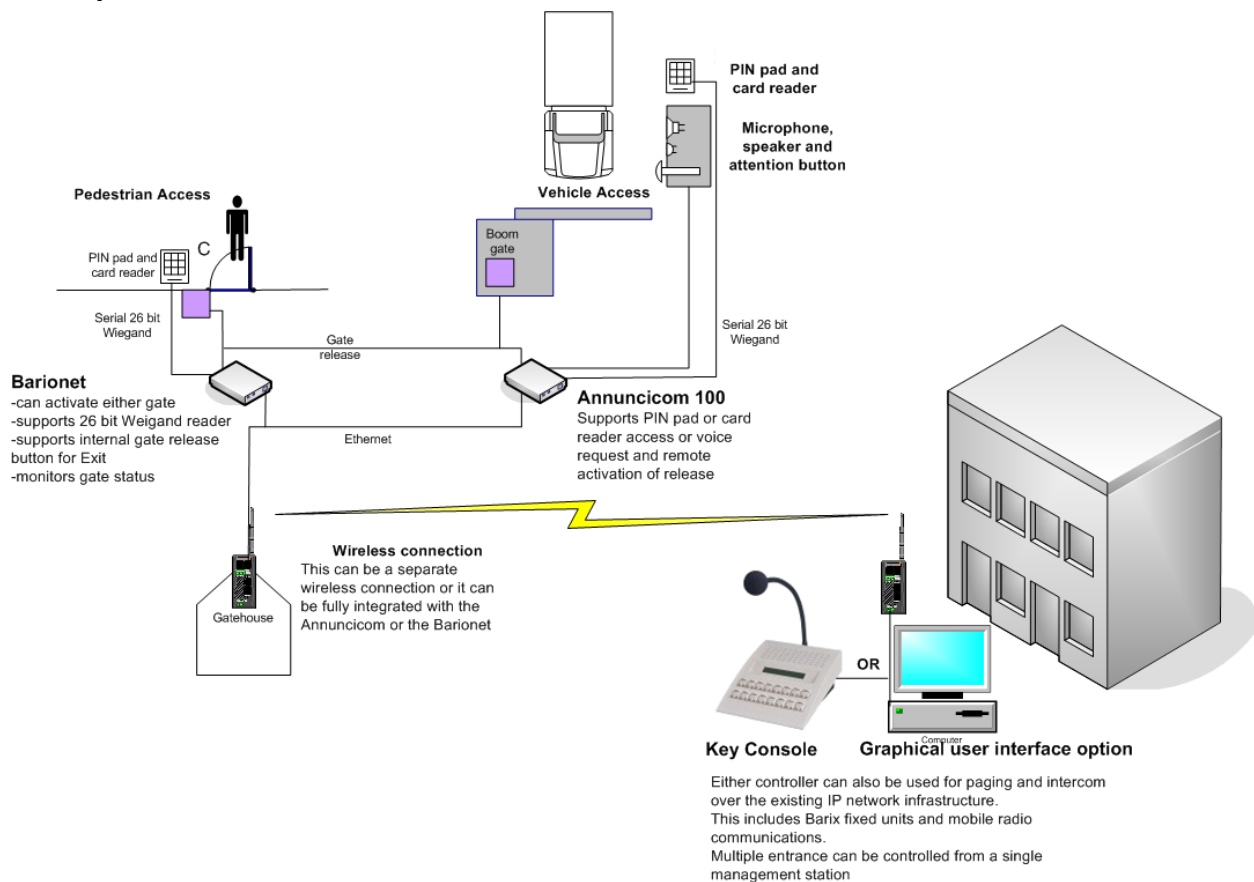 PIN pad and
card reader
Microphone,
speaker and
attention button
Pedestrian Access
Vehicle Access
C
PIN pad and
card reader
Boom
gate
Serial 26 bit
Wiegand
Gate
release
Serial 26 bit
Wiegand
Barionet
-can activate either gate
-supports 26 bit Weigand reader
-supports internal gate release
button for Exit
-monitors gate status
Ethernet
Annuncicom 100
Supports PIN pad or card
reader access or voice
request and remote
activation of release
Wireless connection
This can be a separate
wireless connection or it can
be fully integrated with the
Annuncicom or the Barionet
Gatehouse
OR
Computer
Key Console
Graphical user interface option
Either controller can also be used for paging and intercom
over the existing IP network infrastructure.
This includes Barix fixed units and mobile radio
communications.
Multiple entrance can be controlled from a single
management station